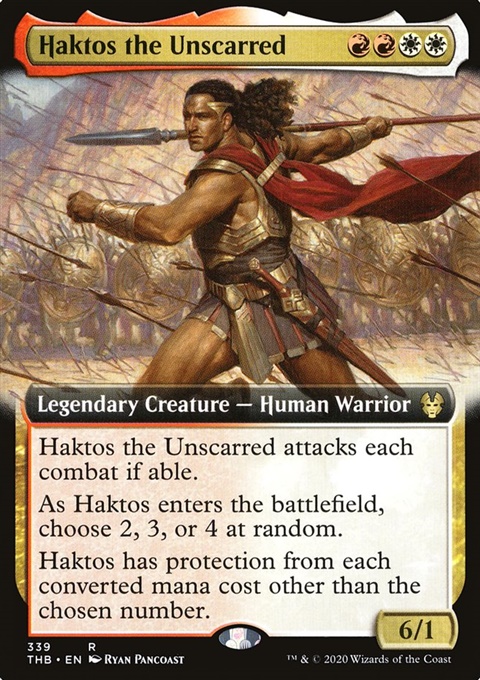 Haktos the Unscarred
Legendary Creature — Human Warrior
Haktos the Unscarred attacks each
combat if able.
As Haktos enters the battlefield,
choose 2, 3, or 4 at random.
Haktos has protection from each
converted mana cost other than the
chosen number.
6/1
339 R
THB • EN Ryan Pancoast
™ & © 2020 Wizards of the Coast